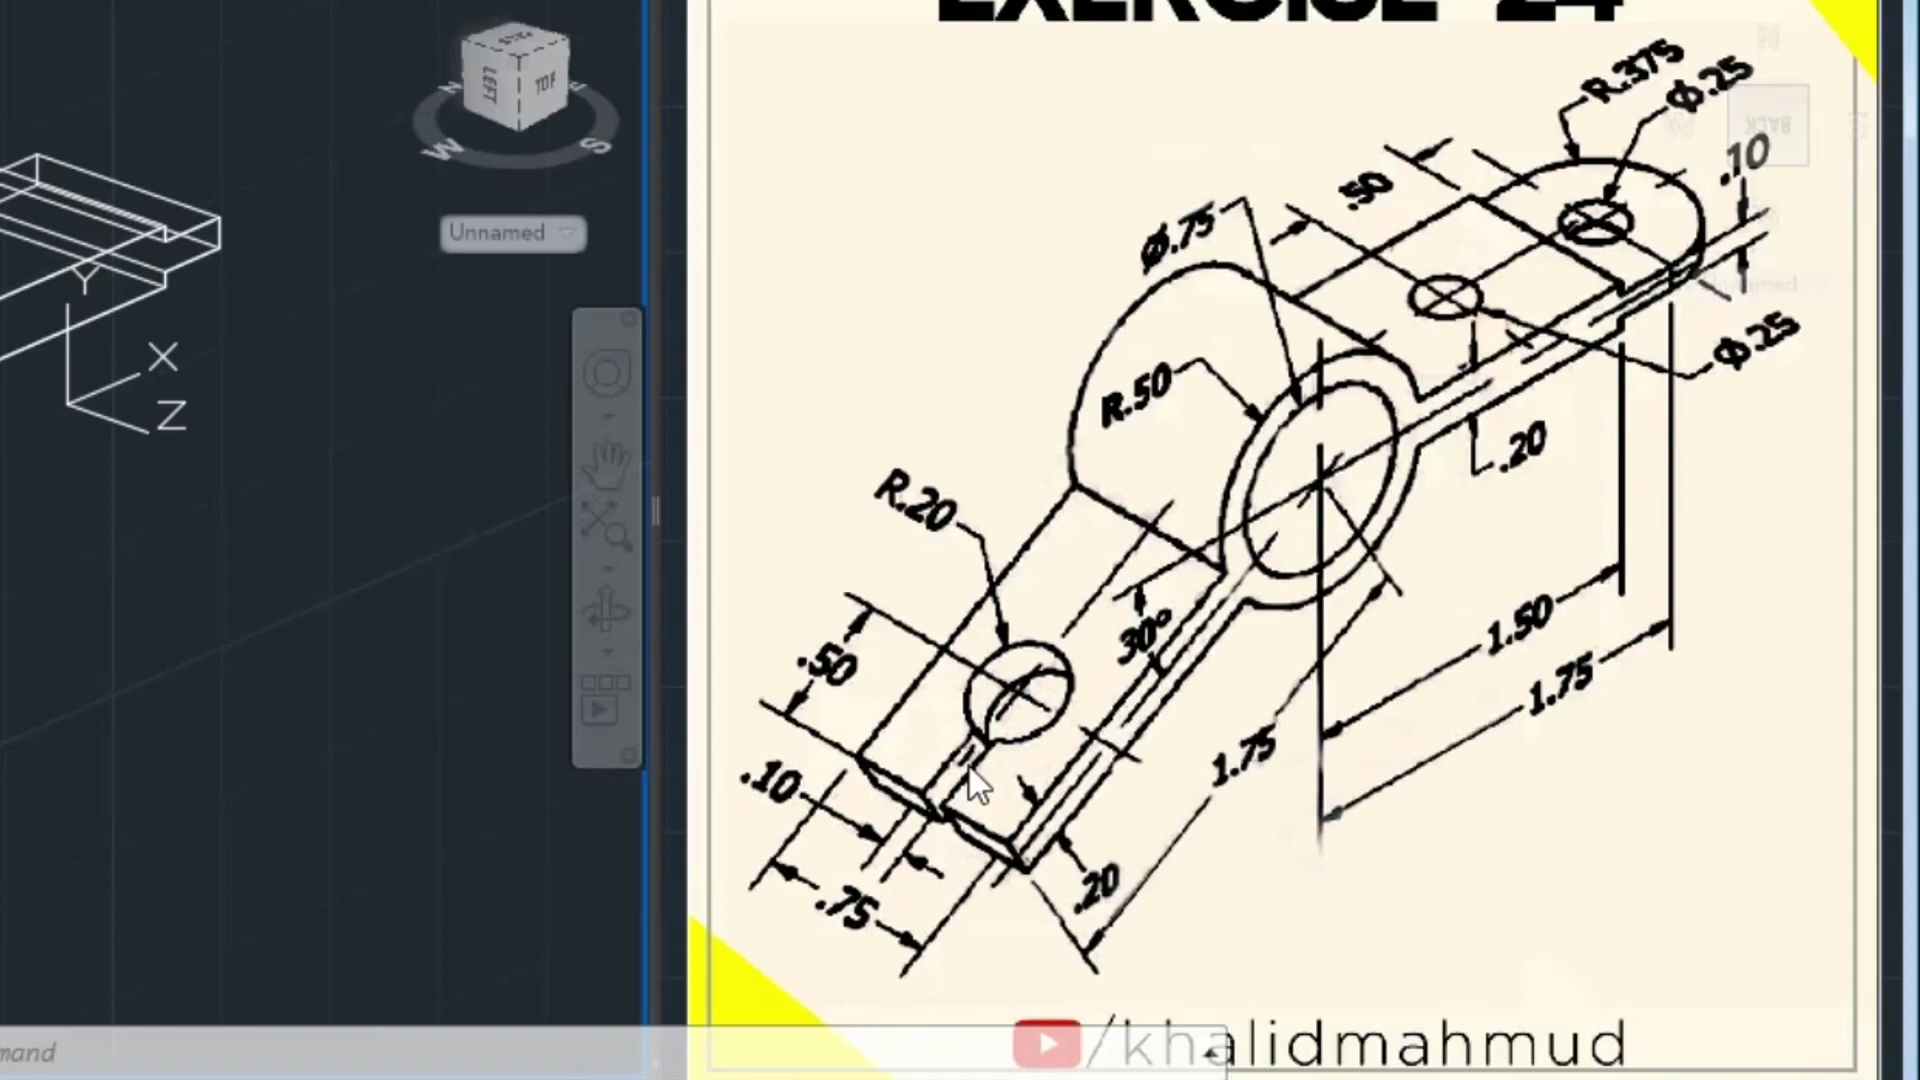 EXERCISE 24
LEFT
TOP
N
W
S
Unnamed
Y
X
Z
R.375
Ø.25
BACK
.10
.50
Ø.75
Ø.25
R.50
.20
R.20
30°
.50
1.50
1.75
1.75
.10
.20
.75
/khalidmahmud
mand